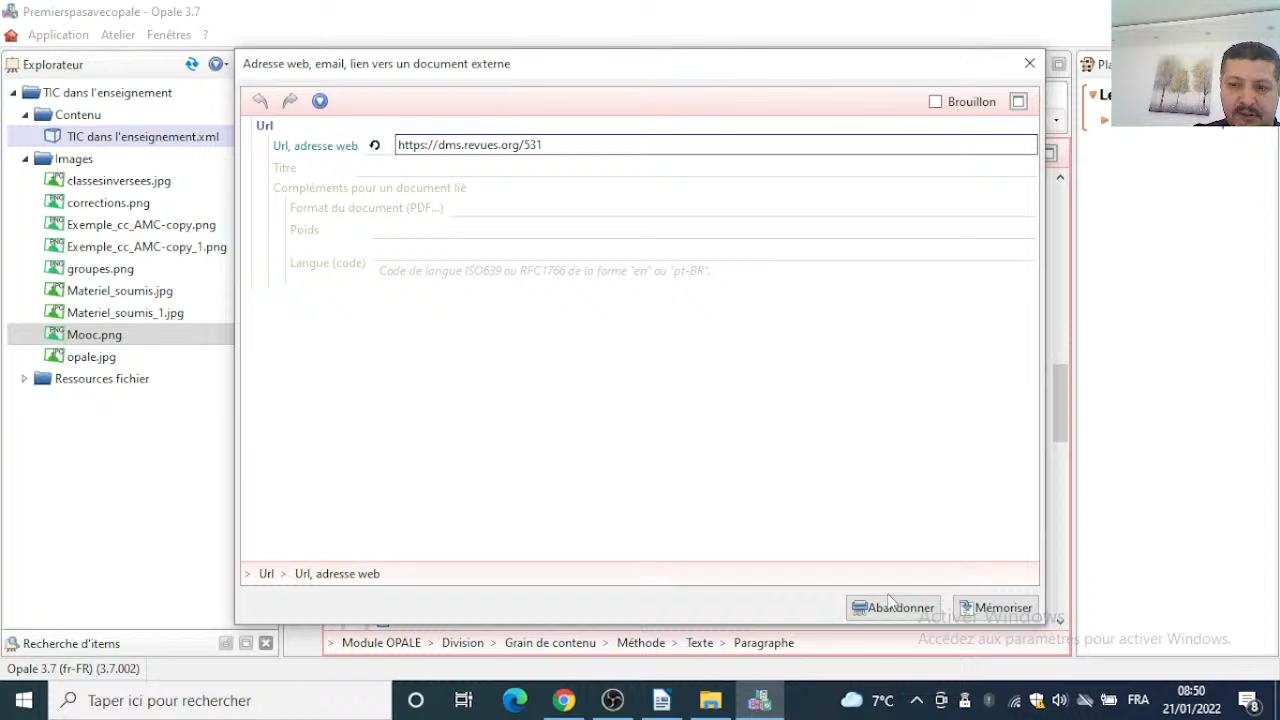 Premierspasavecopale - Opale 3.7
Application Atelier Fenêtres ?
Explorateur
TIC dans l'enseignement
Contenu
TIC dans l'enseignement.xml
Images
classesinversees.jpg
corrections.png
Exemple_cc_AMC-copy.png
Exemple_cc_AMC-copy_1.png
groupes.png
Materiel_soumis.jpg
Materiel_soumis_1.jpg
Mooc.png
opale.jpg
Ressources fichier
Recherche d'items
Adresse web, email, lien vers un document externe
Brouillon
Url
Url, adresse web https://dms.revues.org/531
Titre
Compléments pour un document lié
Format du document (PDF...)
Poids
Langue (code) Code de langue ISO639 ou RFC1766 de la forme "en" ou "pt-BR".
> Url > Url, adresse web
Abandonner Mémoriser
Activer Windows
Accédez aux paramètres pour activer Windows.
> Module OPALE > Division > Grain de contenu > Méthode > Texte > Paragraphe
Opale 3.7 (fr-FR) (3.7.002)
Taper ici pour rechercher
7°C
FRA
08:50
21/01/2022
8